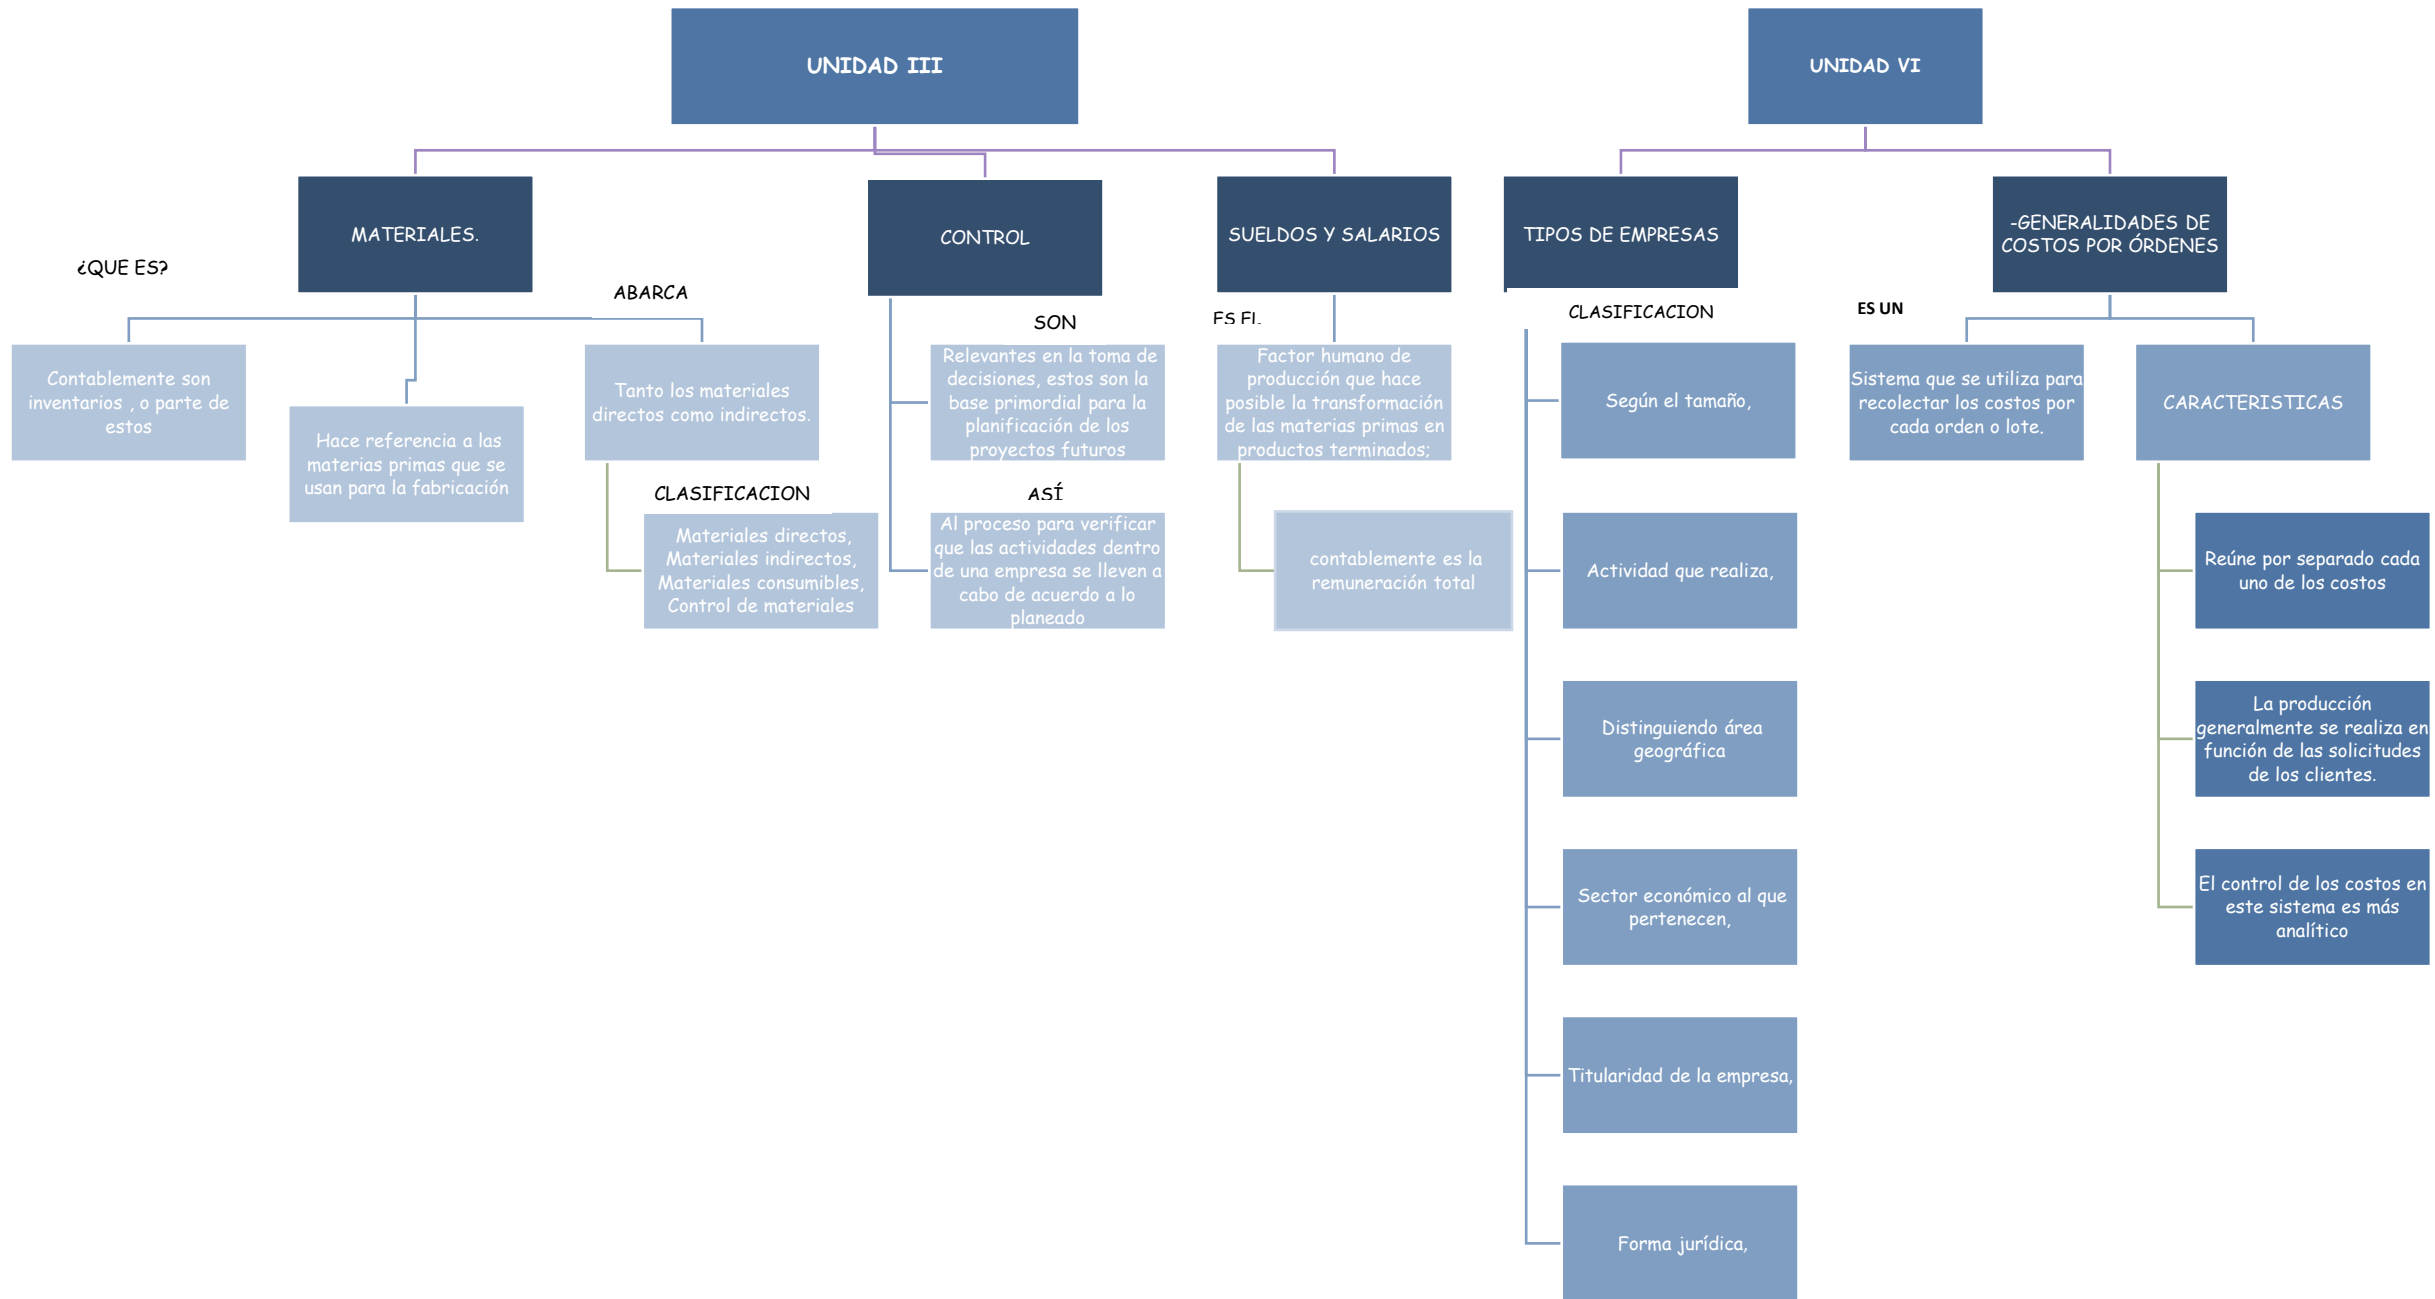 UNIDAD III
MATERIALES.
¿QUE ES?
Contablemente son
inventarios , o parte de
estos
Hace referencia a las
materias primas que se
usan para la fabricación
ABARCA
Tanto los materiales
directos como indirectos.
CLASIFICACION
Materiales directos,
Materiales indirectos,
Materiales consumibles,
Control de materiales
CONTROL
SON
Relevantes en la toma de
decisiones, estos son la
base primordial para la
planificación de los
proyectos futuros
ASÍ
Al proceso para verificar
que las actividades dentro
de una empresa se lleven a
cabo de acuerdo a lo
planeado
SUELDOS Y SALARIOS
ES EL
Factor humano de
producción que hace
posible la transformación
de las materias primas en
productos terminados;
contablemente es la
remuneración total
UNIDAD VI
TIPOS DE EMPRESAS
CLASIFICACION
Según el tamaño,
Actividad que realiza,
Distinguiendo área
geográfica
Sector económico al que
pertenecen,
Titularidad de la empresa,
Forma jurídica,
-GENERALIDADES DE
COSTOS POR ÓRDENES
ES UN
Sistema que se utiliza para
recolectar los costos por
cada orden o lote.
CARACTERISTICAS
Reúne por separado cada
uno de los costos
La producción
generalmente se realiza en
función de las solicitudes
de los clientes.
El control de los costos en
este sistema es más
analítico